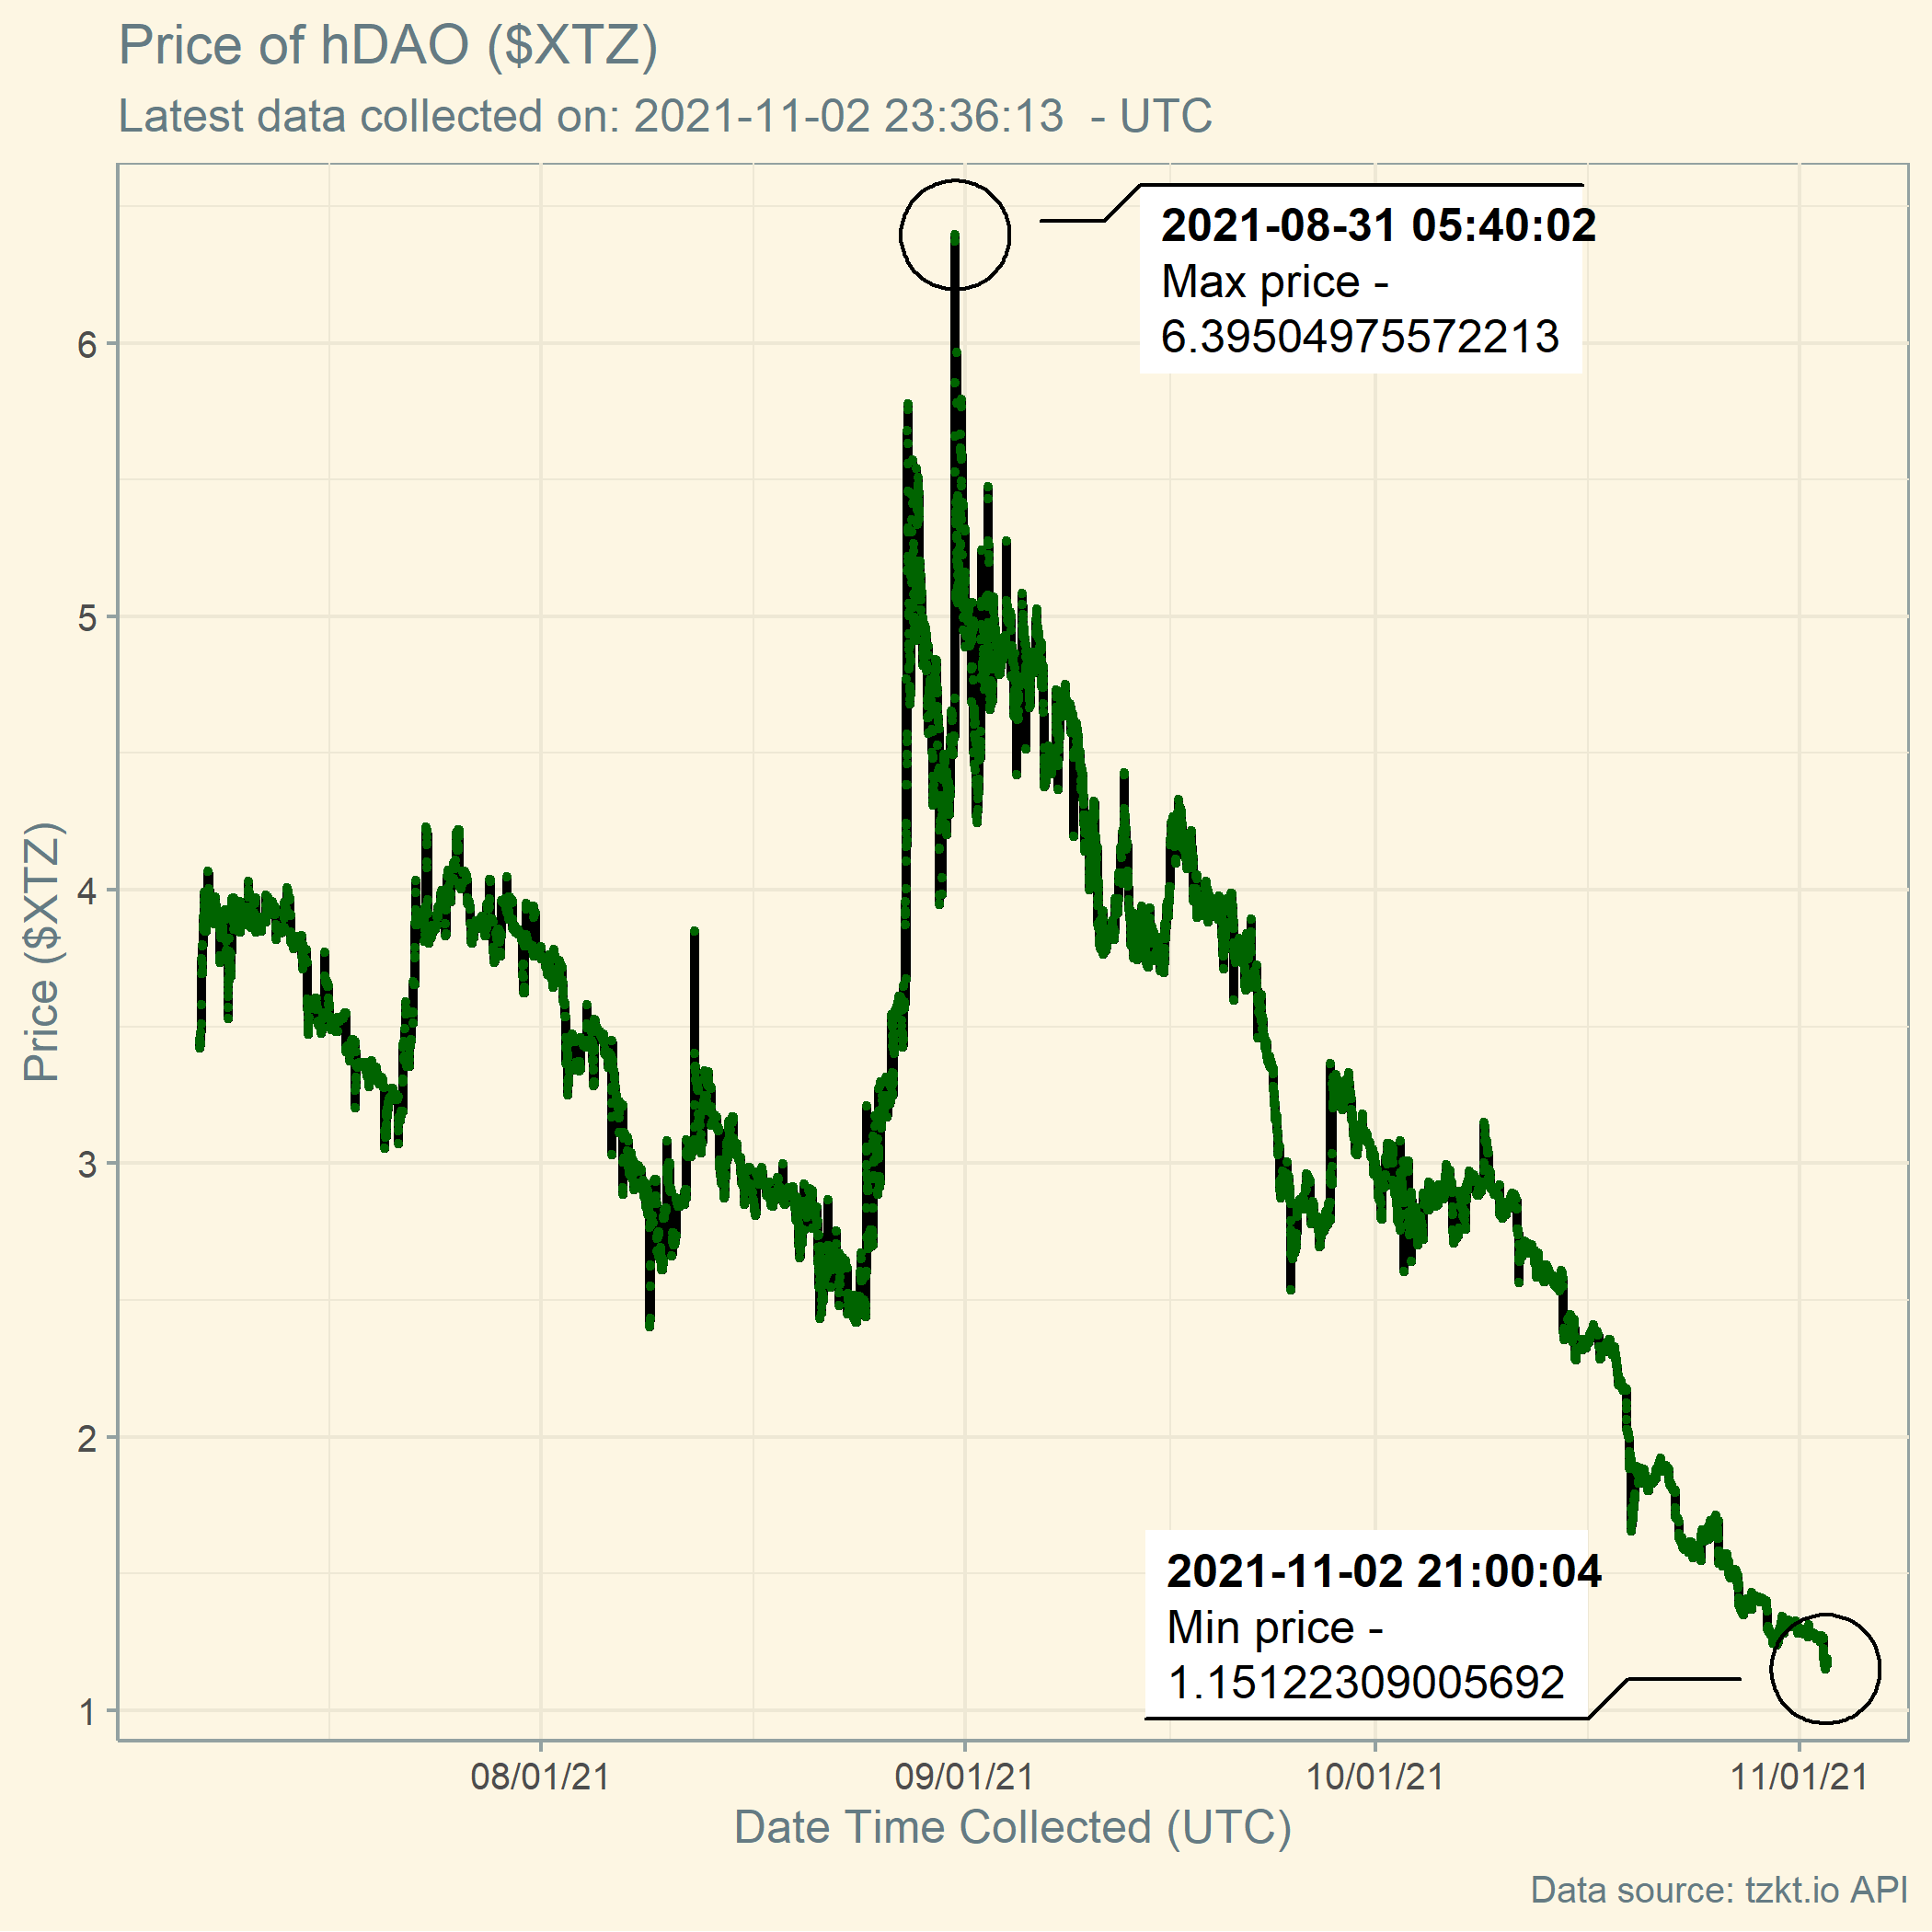 Price of hDAO ($XTZ)
Latest data collected on: 2021-11-02 23:36:13  - UTC
2021-08-31 05:40:02
Max price -
6.39504975572213
6
5
4
3
2
1
Price ($XTZ)
2021-11-02 21:00:04
Min price -
1.15122309005692
08/01/21
09/01/21
10/01/21
11/01/21
Date Time Collected (UTC)
Data source: tzkt.io API